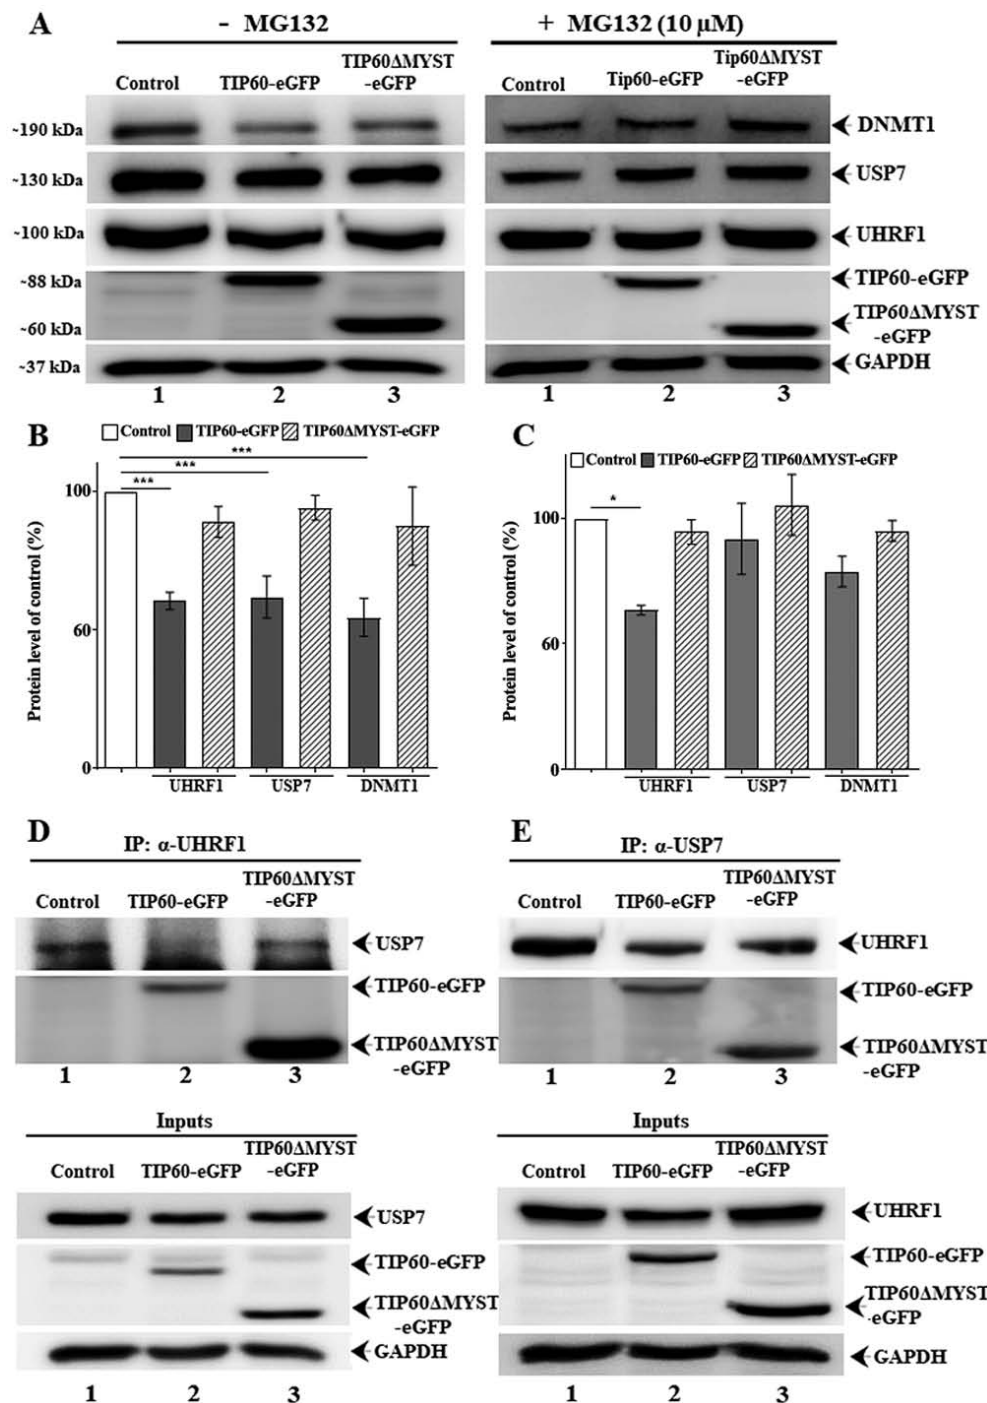 A
- MG132
+ MG132 (10 μM)
Control
TIP60-eGFP
TIP60ΔMYST
-eGFP
Control
Tip60-eGFP
Tip60ΔMYST
-eGFP
~190 kDa
DNMT1
~130 kDa
USP7
~100 kDa
UHRF1
~88 kDa
TIP60-eGFP
~60 kDa
TIP60ΔMYST
-eGFP
~37 kDa
GAPDH
1 2 3
1 2 3
B
Control TIP60-eGFP TIP60ΔMYST-eGFP
***
***
***
Protein level of control (%)
100
60
0
UHRF1 USP7 DNMT1
C
Control TIP60-eGFP TIP60ΔMYST-eGFP
*
Protein level of control (%)
100
60
0
UHRF1 USP7 DNMT1
D
IP: α-UHRF1
Control
TIP60-eGFP
TIP60ΔMYST
-eGFP
USP7
TIP60-eGFP
TIP60ΔMYST
-eGFP
1 2 3
Inputs
Control
TIP60-eGFP
TIP60ΔMYST
-eGFP
USP7
TIP60-eGFP
TIP60ΔMYST
-eGFP
GAPDH
1 2 3
E
IP: α-USP7
Control
TIP60-eGFP
TIP60ΔMYST
-eGFP
UHRF1
TIP60-eGFP
TIP60ΔMYST
-eGFP
1 2 3
Inputs
Control
TIP60-eGFP
TIP60ΔMYST
-eGFP
UHRF1
TIP60-eGFP
TIP60ΔMYST
-eGFP
GAPDH
1 2 3